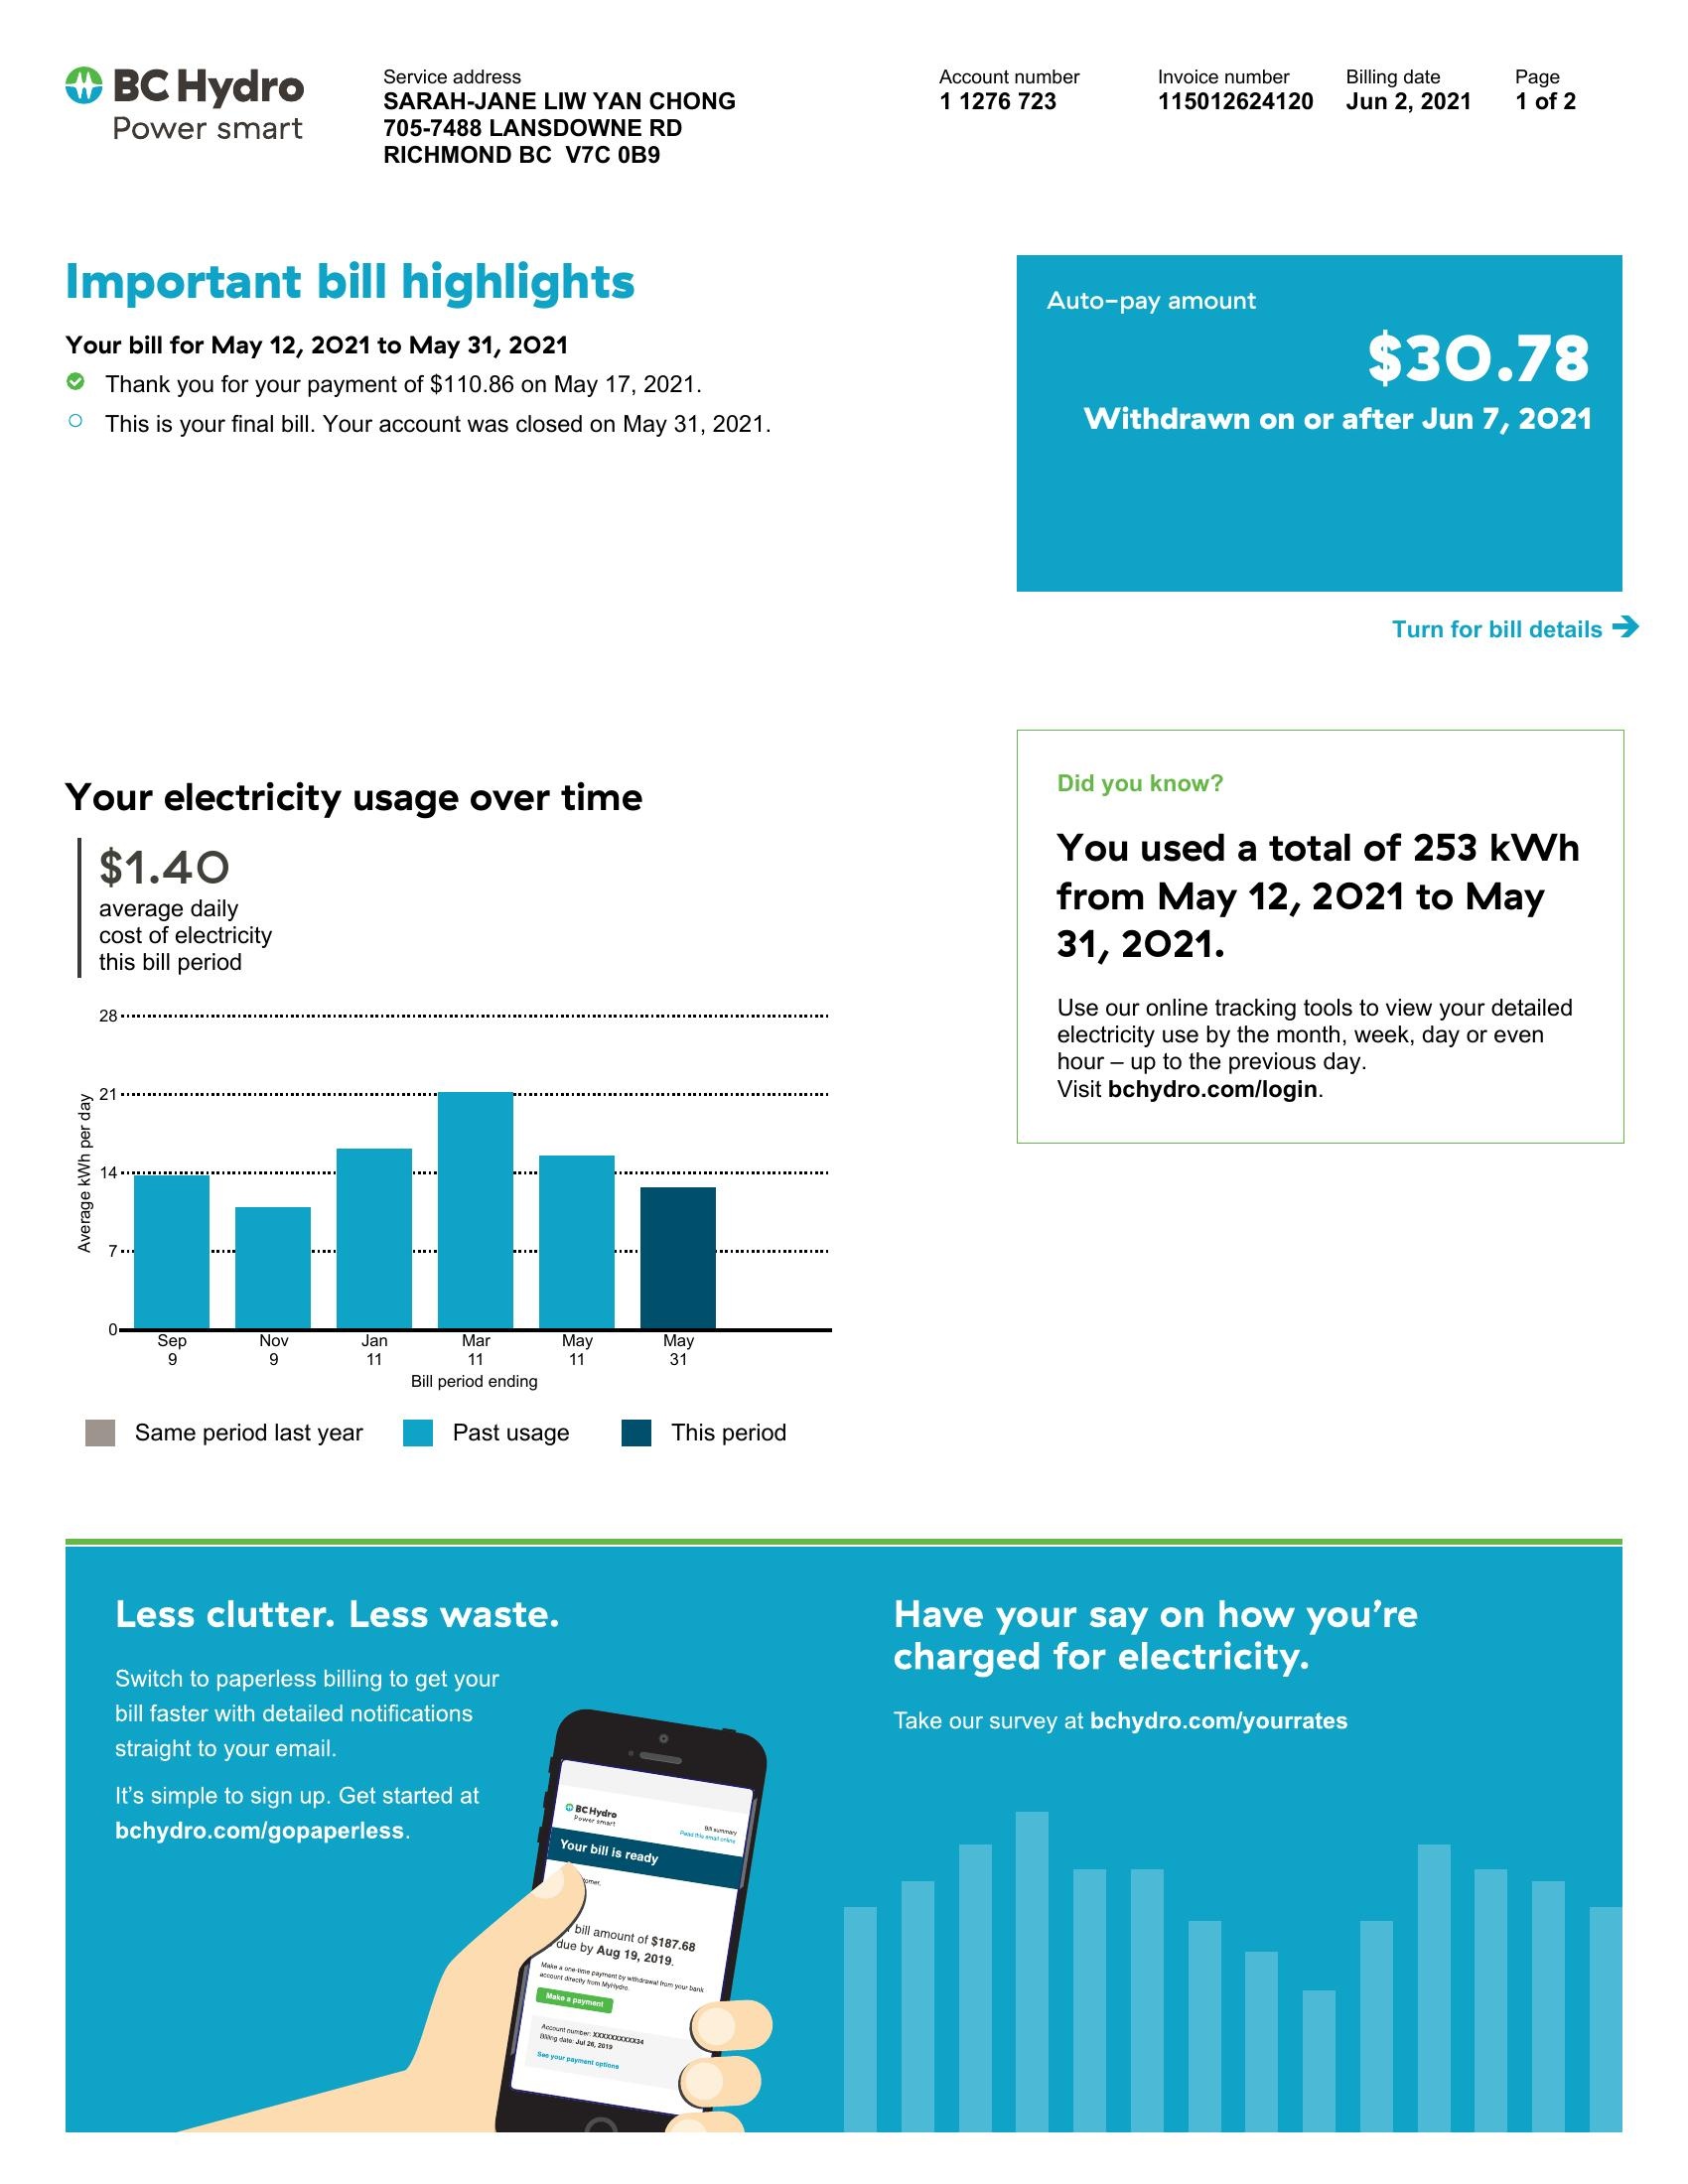 BC Hydro
Power smart
Service address
SARAH-JANE LIW YAN CHONG
705-7488 LANSDOWNE RD
RICHMOND BC  V7C 0B9
Account number
1 1276 723
Invoice number
115012624120
Billing date
Jun 2, 2021
Page
1 of 2
Important bill highlights
Your bill for May 12, 2021 to May 31, 2021
Thank you for your payment of $110.86 on May 17, 2021.
This is your final bill. Your account was closed on May 31, 2021.
Auto-pay amount
$30.78
Withdrawn on or after Jun 7, 2021
Turn for bill details
Your electricity usage over time
$1.40
average daily
cost of electricity
this bill period
28
21
14
7
0
Average kWh per day
Sep
9
Nov
9
Jan
11
Mar
11
May
11
May
31
Bill period ending
Same period last year
Past usage
This period
Did you know?
You used a total of 253 kWh
from May 12, 2021 to May
31, 2021.
Use our online tracking tools to view your detailed
electricity use by the month, week, day or even
hour – up to the previous day.
Visit bchydro.com/login.
Less clutter. Less waste.
Switch to paperless billing to get your
bill faster with detailed notifications
straight to your email.
It's simple to sign up. Get started at
bchydro.com/gopaperless.
BC Hydro
Power smart
Bill summary
Read this email online
Your bill is ready
bill amount of $187.68
due by Aug 19, 2019.
Make a one-time payment by withdrawal from your bank
account directly from MyHydro.
Make a payment
Account number: XXXXXXXXXX34
Billing date: Jul 26, 2019
See your payment options
Have your say on how you're
charged for electricity.
Take our survey at bchydro.com/yourrates